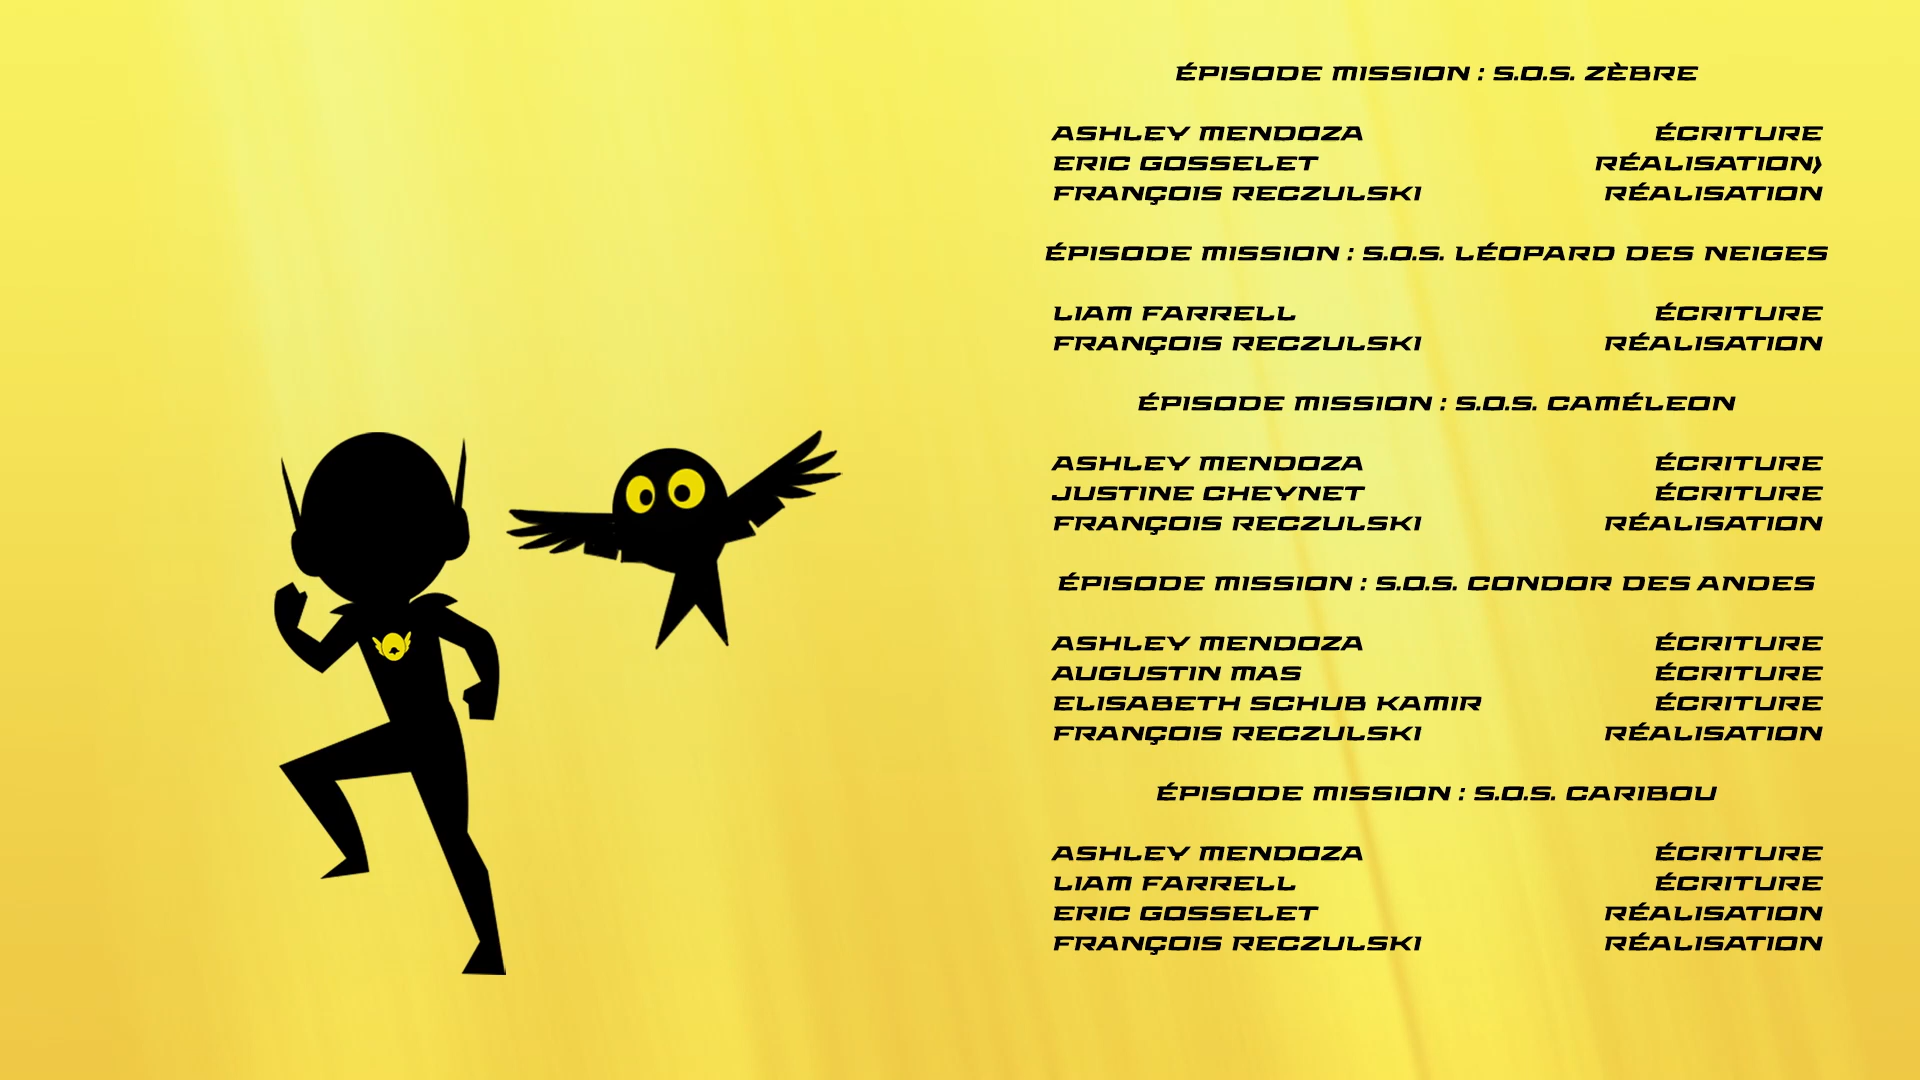 ÉPISODE MISSION : S.O.S. ZÈBRE
ASHLEY MENDOZA ÉCRITURE
ERIC GOSSELET RÉALISATION)
FRANÇOIS RECZULSKI RÉALISATION
ÉPISODE MISSION : S.O.S. LÉOPARD DES NEIGES
LIAM FARRELL ÉCRITURE
FRANÇOIS RECZULSKI RÉALISATION
ÉPISODE MISSION : S.O.S. CAMÉLEON
ASHLEY MENDOZA ÉCRITURE
JUSTINE CHEYNET ÉCRITURE
FRANÇOIS RECZULSKI RÉALISATION
ÉPISODE MISSION : S.O.S. CONDOR DES ANDES
ASHLEY MENDOZA ÉCRITURE
AUGUSTIN MAS ÉCRITURE
ELISABETH SCHUB KAMIR ÉCRITURE
FRANÇOIS RECZULSKI RÉALISATION
ÉPISODE MISSION : S.O.S. CARIBOU
ASHLEY MENDOZA ÉCRITURE
LIAM FARRELL ÉCRITURE
ERIC GOSSELET RÉALISATION
FRANÇOIS RECZULSKI RÉALISATION